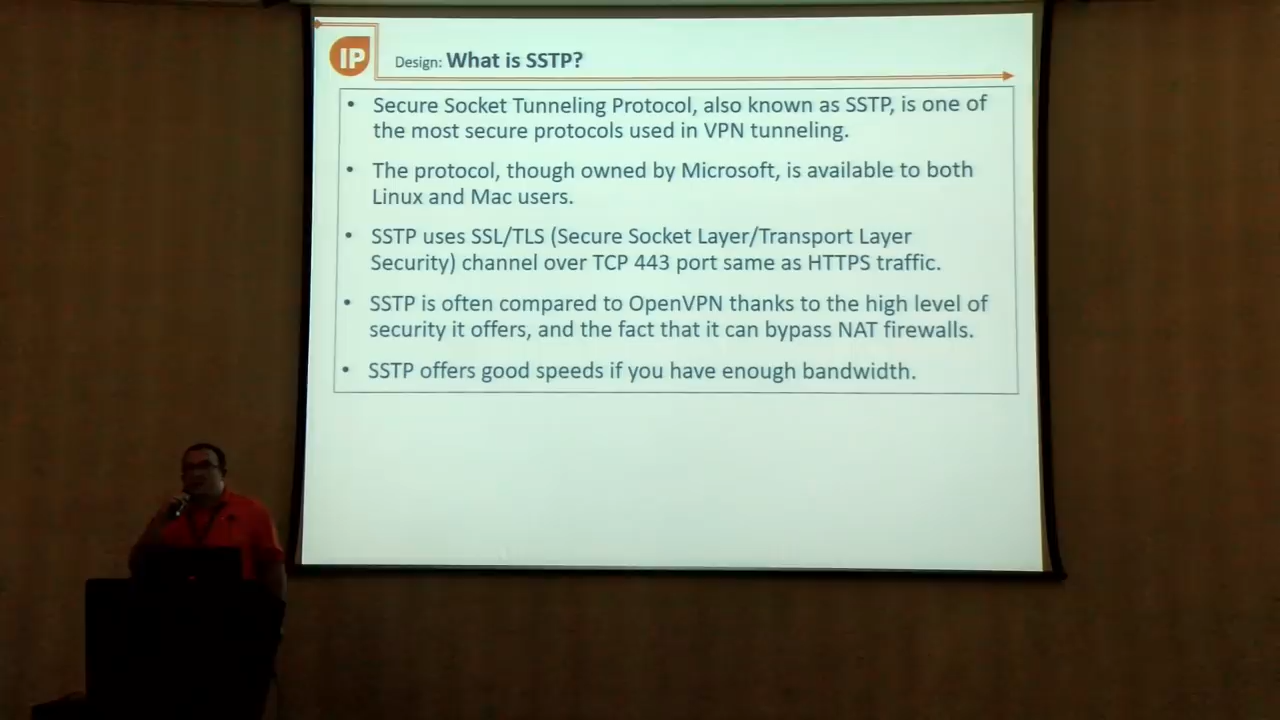 IP
Design: What is SSTP?
• Secure Socket Tunneling Protocol, also known as SSTP, is one of
the most secure protocols used in VPN tunneling.
• The protocol, though owned by Microsoft, is available to both
Linux and Mac users.
• SSTP uses SSL/TLS (Secure Socket Layer/Transport Layer
Security) channel over TCP 443 port same as HTTPS traffic.
• SSTP is often compared to OpenVPN thanks to the high level of
security it offers, and the fact that it can bypass NAT firewalls.
• SSTP offers good speeds if you have enough bandwidth.